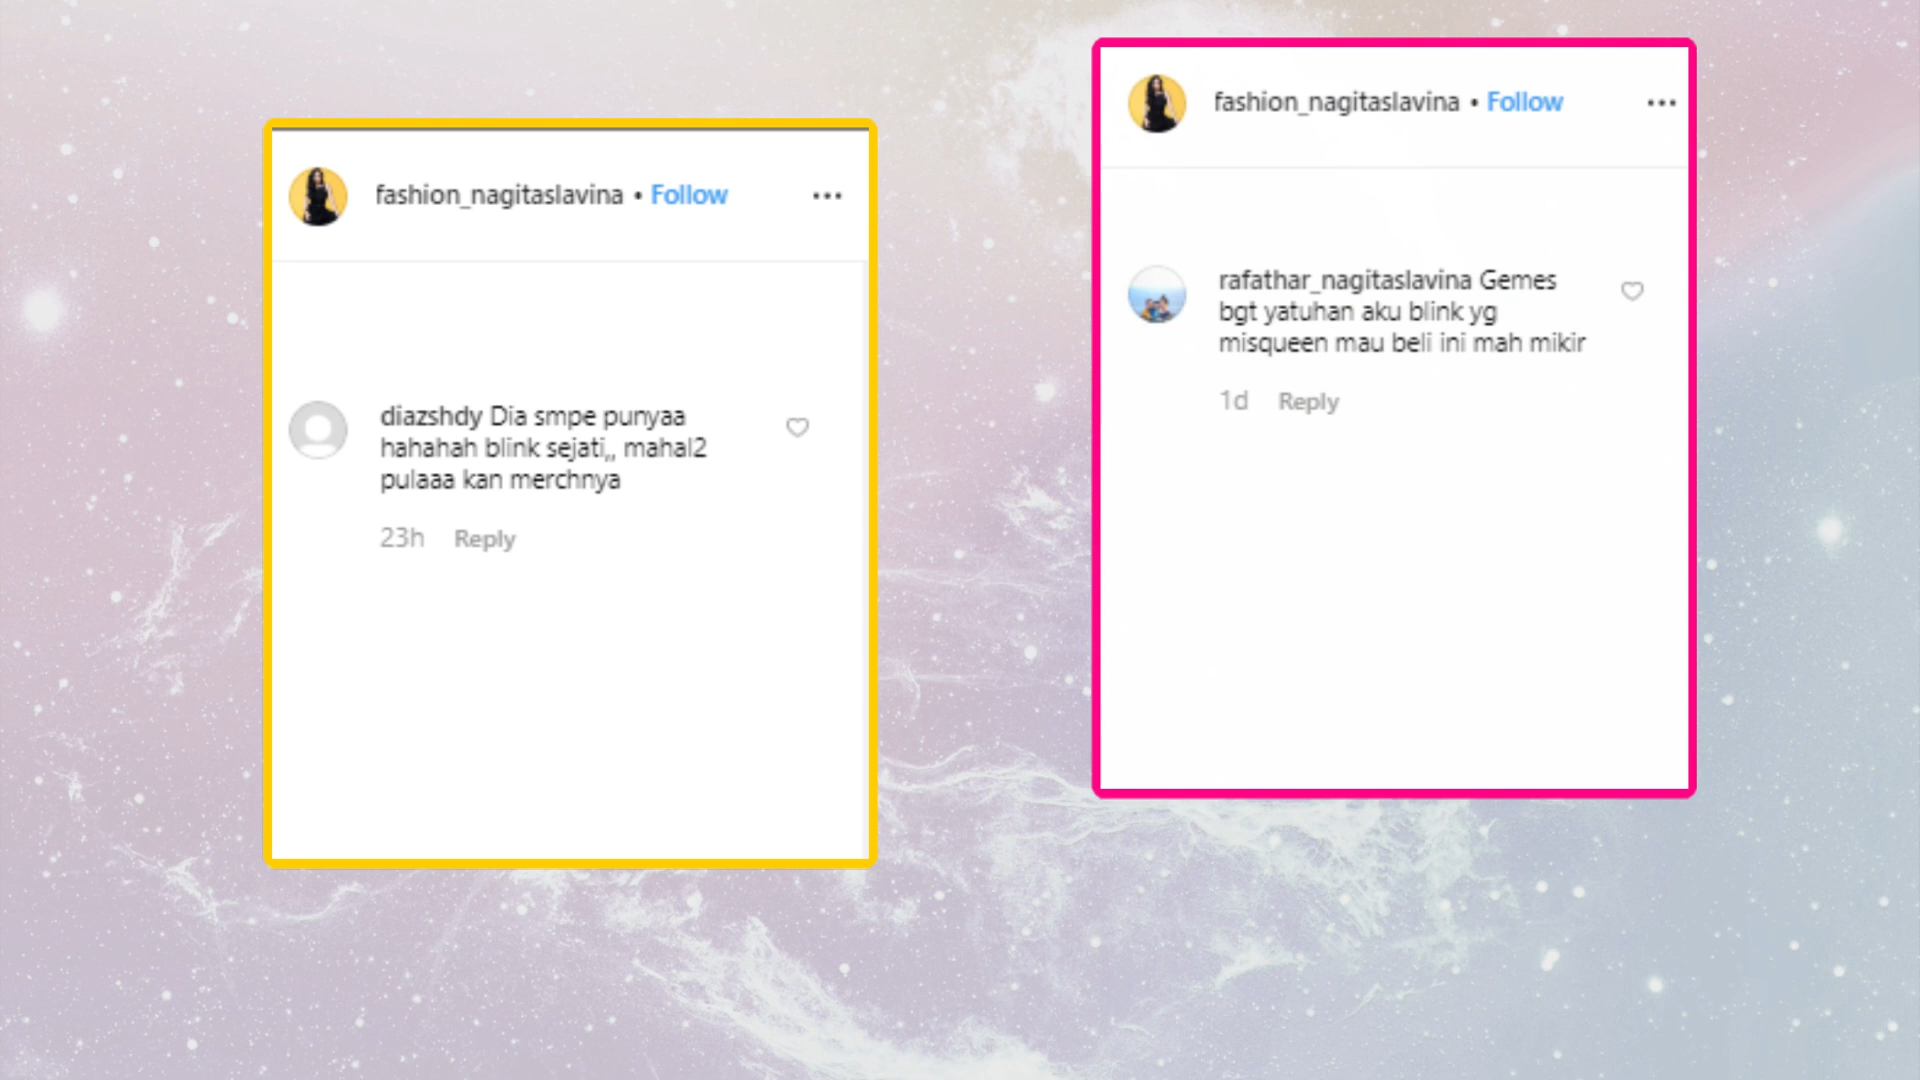 fashion_nagitaslavina • Follow
diazshdy Dia smpe punyaa
hahahah blink sejati,, mahal2
pulaaa kan merchnya
23h Reply
fashion_nagitaslavina • Follow
rafathar_nagitaslavina Gemes
bgt yatuhan aku blink yg
misqueen mau beli ini mah mikir
1d Reply